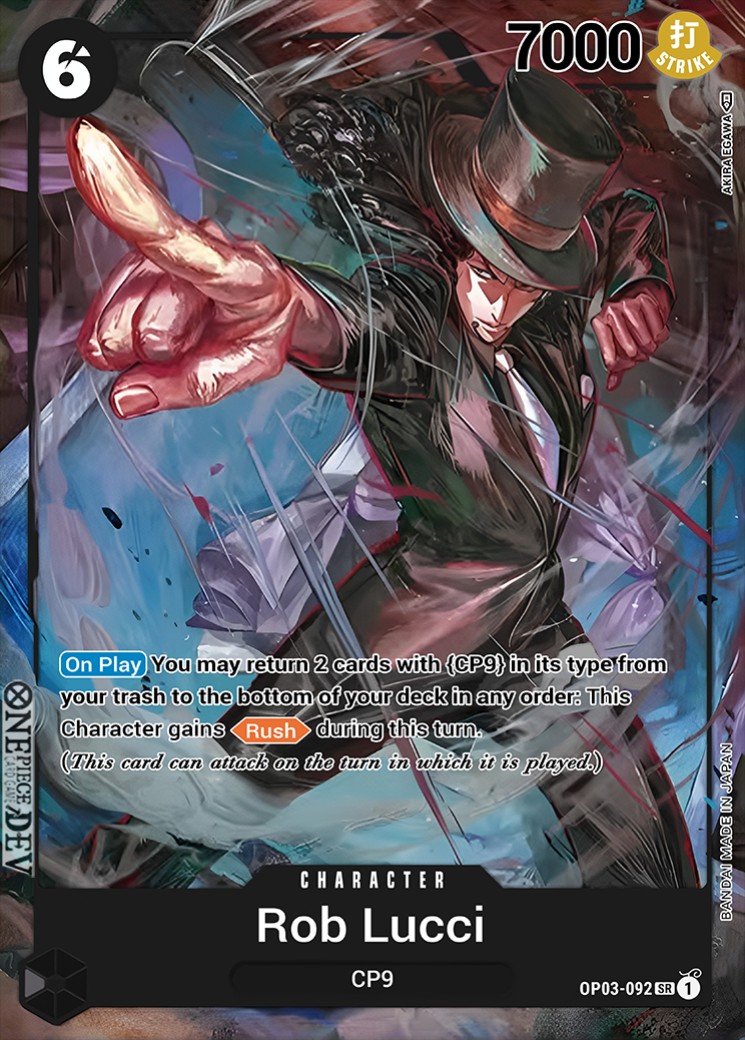 6
7000
打
STRIKE
AKIRA EGAWA
On Play You may return 2 cards with {CP9} in its type from
your trash to the bottom of your deck in any order: This
Character gains Rush during this turn.
(This card can attack on the turn in which it is played.)
ONE PIECE
CARD GAME
/DEV
BANDAI MADE IN JAPAN
CHARACTER
Rob Lucci
CP9
OP03-092 SR 1